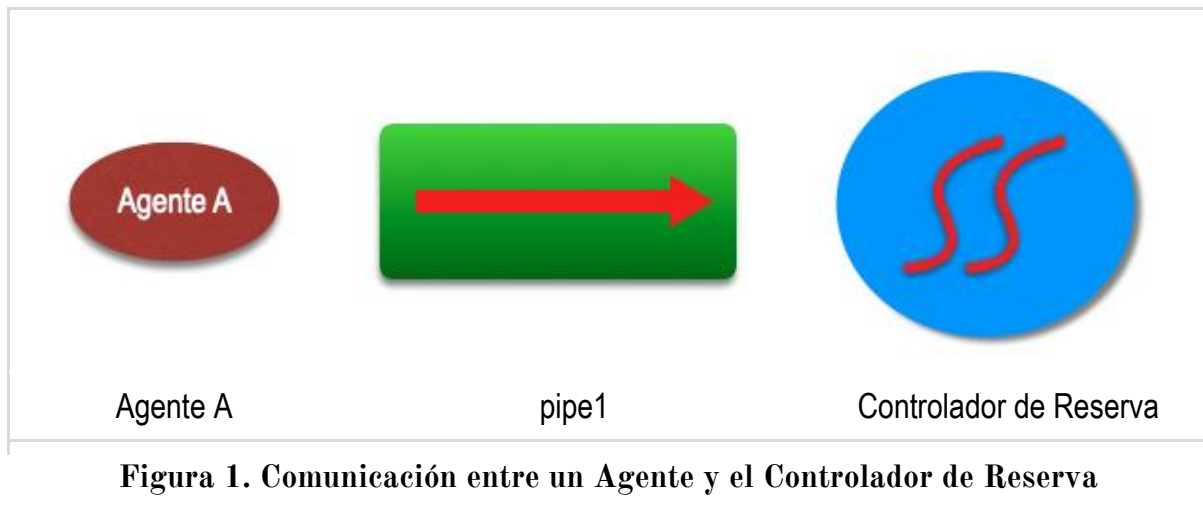 Agente A
Agente A pipe1 Controlador de Reserva
Figura 1. Comunicación entre un Agente y el Controlador de Reserva